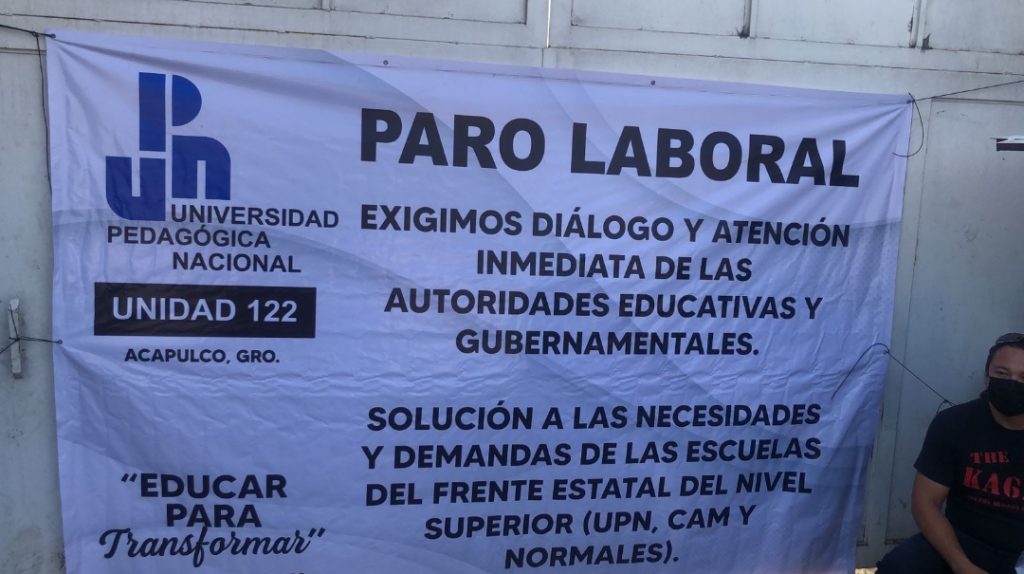 upn
UNIVERSIDAD
PEDAGÓGICA
NACIONAL
UNIDAD 122
ACAPULCO, GRO.
"EDUCAR
PARA
Transformar"
PARO LABORAL
EXIGIMOS DIÁLOGO Y ATENCIÓN
INMEDIATA DE LAS
AUTORIDADES EDUCATIVAS Y
GUBERNAMENTALES.
SOLUCIÓN A LAS NECESIDADES
Y DEMANDAS DE LAS ESCUELAS
DEL FRENTE ESTATAL DEL NIVEL
SUPERIOR (UPN, CAM Y
NORMALES).
THE